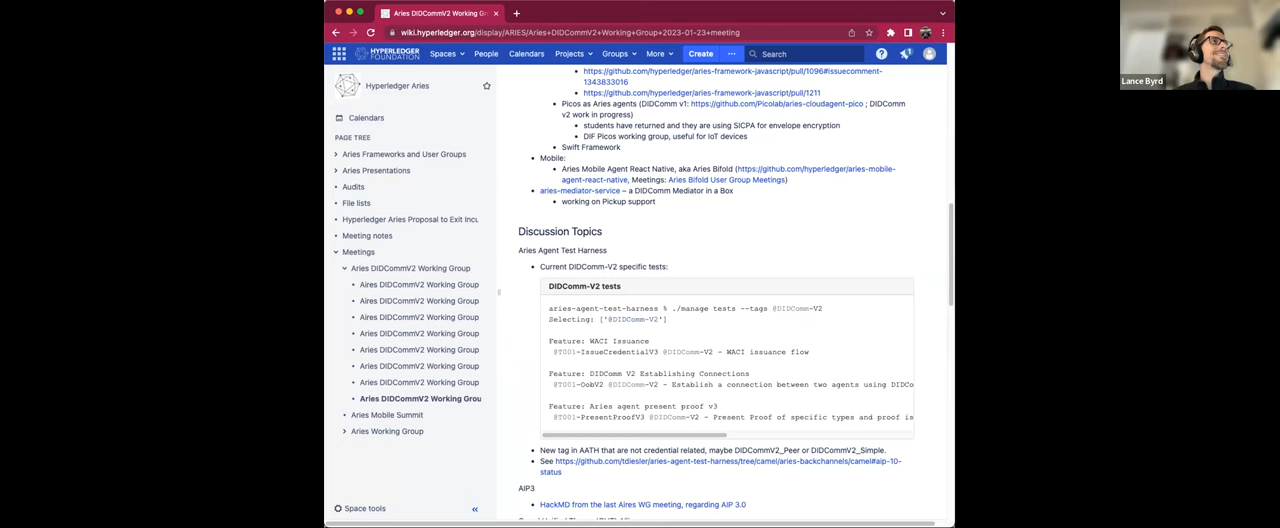 Aries DIDCommV2 Working Gr
wiki.hyperledger.org/display/ARIES/Aries+DIDCommV2+Working+Group+2023-01-23+meeting
HYPERLEDGER
FOUNDATION
Spaces
People
Calendars
Projects
Groups
More
Create
Search
Hyperledger Aries
Calendars
PAGE TREE
Aries Frameworks and User Groups
Aries Presentations
Audits
File lists
Hyperledger Aries Proposal to Exit Incu
Meeting notes
Meetings
Aries DIDCommV2 Working Group
Aires DIDCommV2 Working Group
Aires DIDCommV2 Working Group
Aries DIDCommV2 Working Group
Aries DIDCommV2 Working Group
Aries DIDCommV2 Working Group
Aries DIDCommV2 Working Group
Aries DIDCommV2 Working Group
Aries DIDCommV2 Working Grou
Aries Mobile Summit
Aries Working Group
Space tools
https://github.com/hyperledger/aries-framework-javascript/pull/1096#issuecomment-
1343833016
https://github.com/hyperledger/aries-framework-javascript/pull/1211
Picos as Aries agents (DIDComm v1: https://github.com/Picolab/aries-cloudagent-pico ; DIDComm
v2 work in progress)
students have returned and they are using SICPA for envelope encryption
DIF Picos working group, useful for IoT devices
Swift Framework
Mobile:
Aries Mobile Agent React Native, aka Aries Bifold (https://github.com/hyperledger/aries-mobile-
agent-react-native, Meetings: Aries Bifold User Group Meetings)
aries-mediator-service – a DIDComm Mediator in a Box
working on Pickup support
Discussion Topics
Aries Agent Test Harness
Current DIDComm-V2 specific tests:
DIDComm-V2 tests
aries-agent-test-harness % ./manage tests --tags @DIDComm-V2
Selecting: ['@DIDComm-V2']
Feature: WACI Issuance
@T001-IssueCredentialV3 @DIDComm-V2 - WACI issuance flow
Feature: DIDComm V2 Establishing Connections
@T001-OobV2 @DIDComm-V2 - Establish a connection between two agents using DIDCo
Feature: Aries agent present proof v3
@T001-PresentProofV3 @DIDComm-V2 - Present Proof of specific types and proof is
New tag in AATH that are not credential related, maybe DIDCommV2_Peer or DIDCommV2_Simple.
See https://github.com/tdiesler/aries-agent-test-harness/tree/camel/aries-backchannels/camel#aip-10-
status
AIP3
HackMD from the last Aires WG meeting, regarding AIP 3.0
Lance Byrd